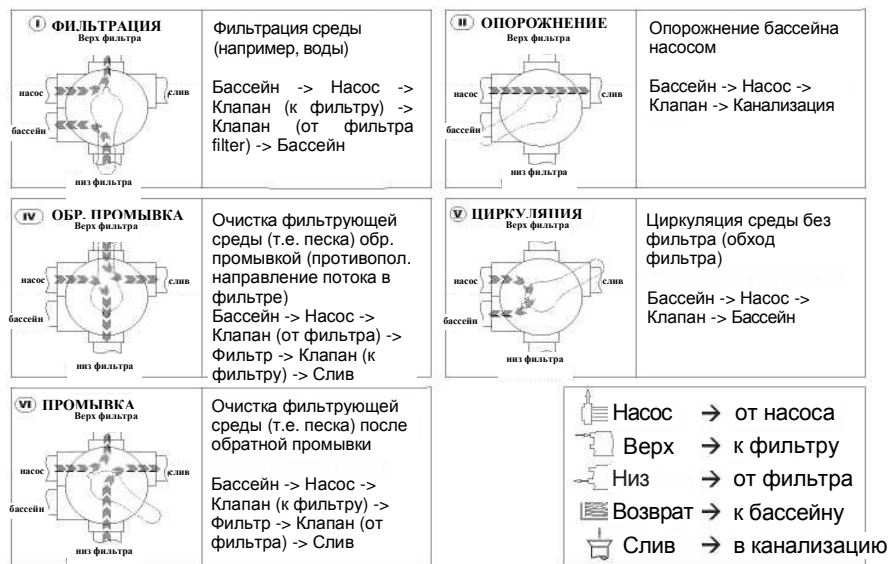 I ФИЛЬТРАЦИЯ
Верх фильтра
насос
слив
бассейн
низ фильтра
Фильтрация среды
(например, воды)
Бассейн -> Насос ->
Клапан (к фильтру) ->
Клапан (от фильтра
filter) -> Бассейн
II ОПОРОЖНЕНИЕ
Верх фильтра
насос
слив
бассейн
низ фильтра
Опорожнение бассейна
насосом
Бассейн -> Насос ->
Клапан -> Канализация
IV ОБР. ПРОМЫВКА
Верх фильтра
насос
слив
бассейн
низ фильтра
Очистка фильтрующей
среды (т.е. песка) обр.
промывкой (противопол.
направление потока в
фильтре)
Бассейн -> Насос ->
Клапан (от фильтра) ->
Фильтр -> Клапан (к
фильтру) -> Слив
V ЦИРКУЛЯЦИЯ
Верх фильтра
насос
слив
бассейн
низ фильтра
Циркуляция среды без
фильтра (обход
фильтра)
Бассейн -> Насос ->
Клапан -> Бассейн
VI ПРОМЫВКА
Верх фильтра
насос
слив
бассейн
низ фильтра
Очистка фильтрующей
среды (т.е. песка) после
обратной промывки
Бассейн -> Насос ->
Клапан (к фильтру) ->
Фильтр -> Клапан (от
фильтра) -> Слив
Насос → от насоса
Верх → к фильтру
Низ → от фильтра
Возврат → к бассейну
Слив → в канализацию